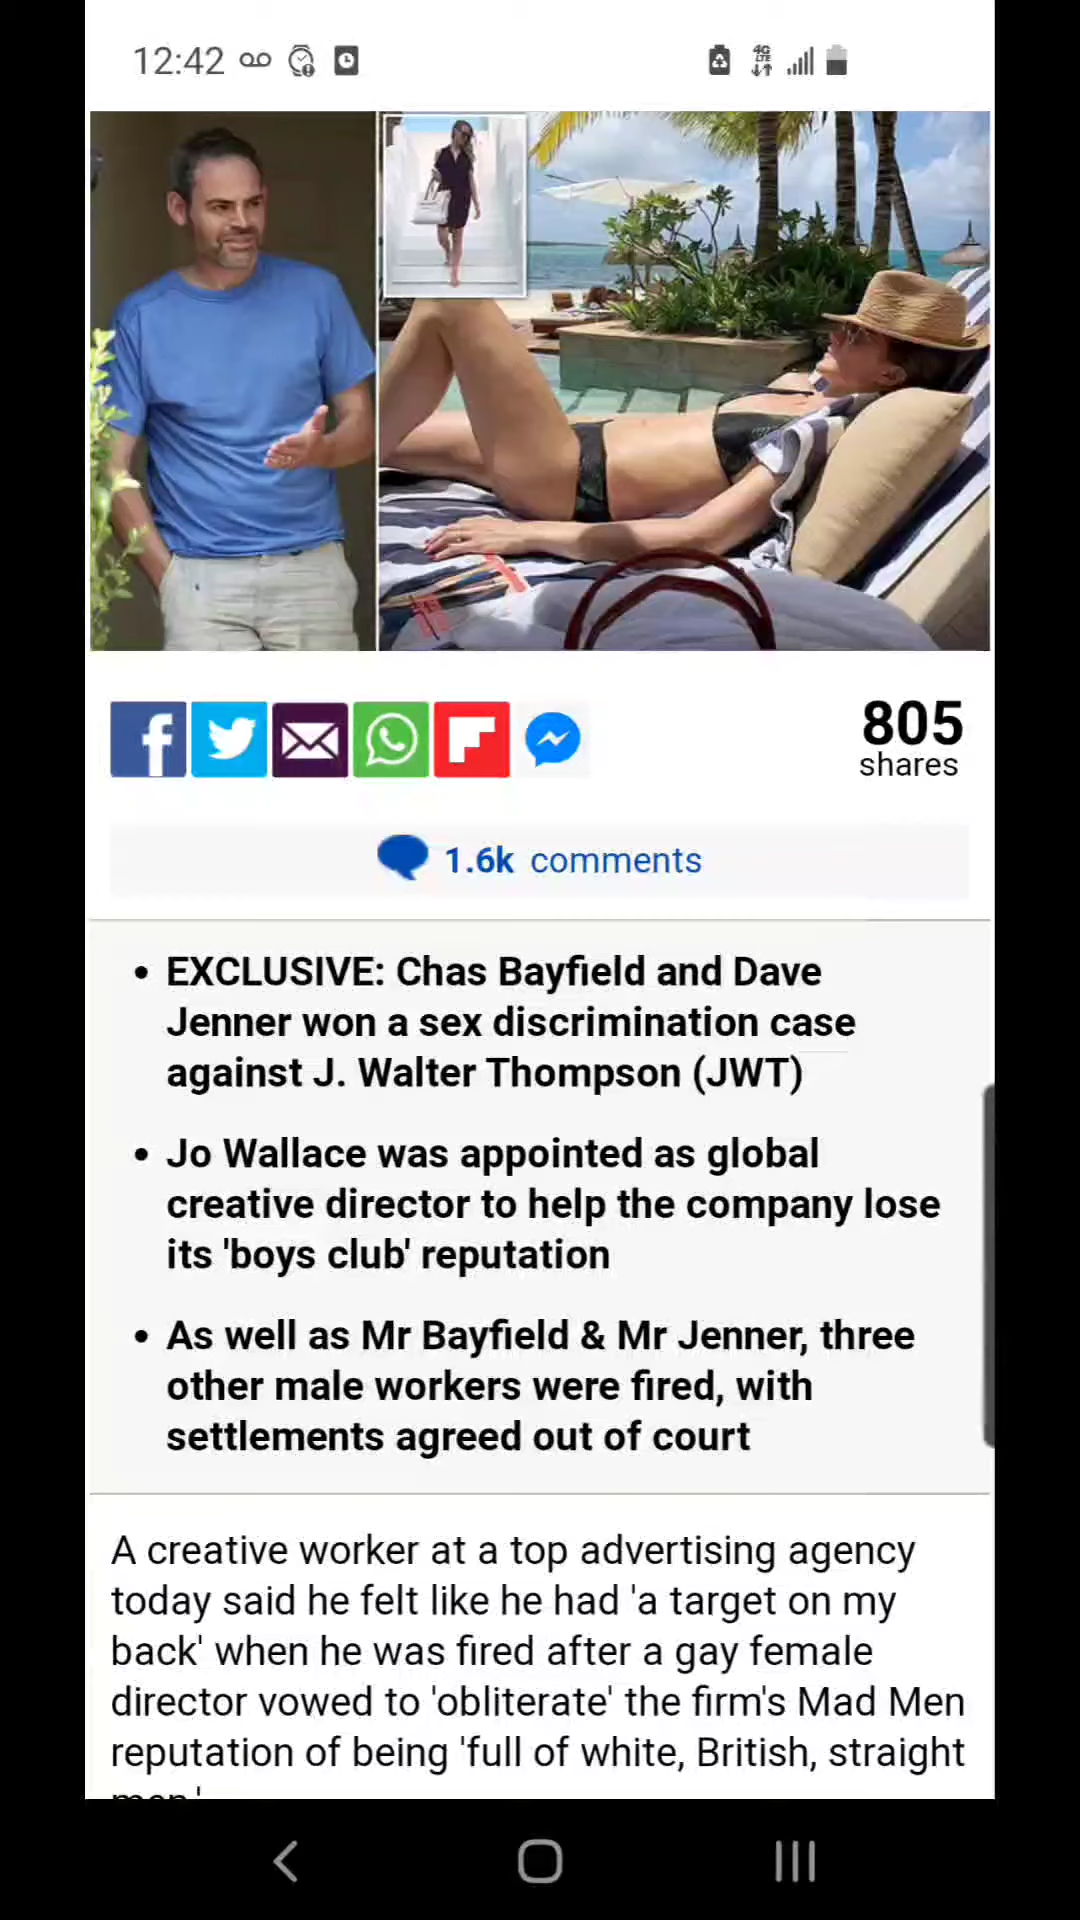 12:42
4G
LTE
805
shares
1.6k comments
• EXCLUSIVE: Chas Bayfield and Dave
Jenner won a sex discrimination case
against J. Walter Thompson (JWT)
• Jo Wallace was appointed as global
creative director to help the company lose
its 'boys club' reputation
• As well as Mr Bayfield & Mr Jenner, three
other male workers were fired, with
settlements agreed out of court
A creative worker at a top advertising agency
today said he felt like he had 'a target on my
back' when he was fired after a gay female
director vowed to 'obliterate' the firm's Mad Men
reputation of being 'full of white, British, straight